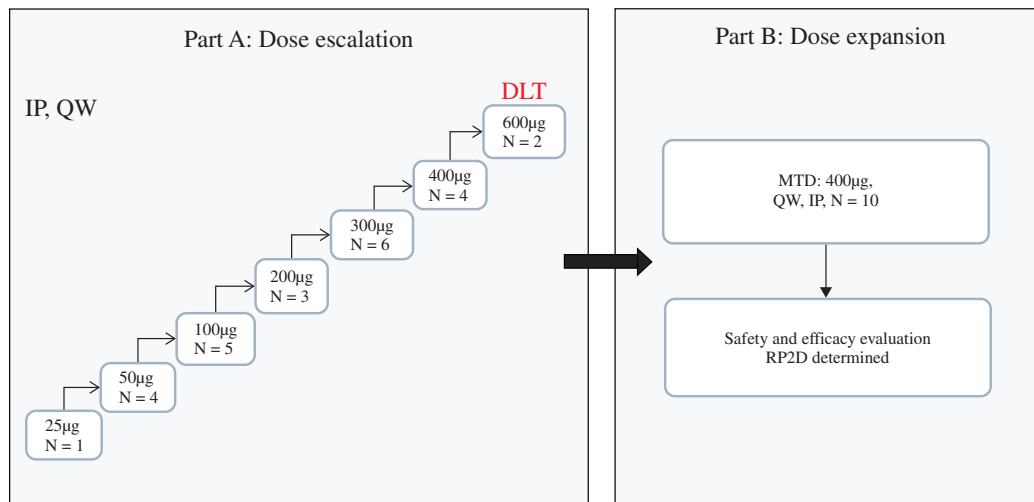 Part A: Dose escalation
IP, QW
DLT
600µg
N = 2
400µg
N = 4
300µg
N = 6
200µg
N = 3
100µg
N = 5
50µg
N = 4
25µg
N = 1
Part B: Dose expansion
MTD: 400µg,
QW, IP, N = 10
Safety and efficacy evaluation
RP2D determined